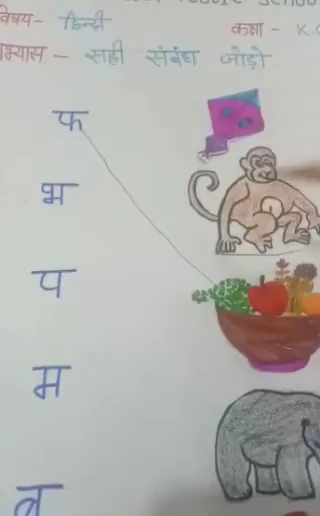 विषय- हिन्दी कक्षा - K.G
अभ्यास - सही संबंध जोड़ो
फ
भ
प
म
ब